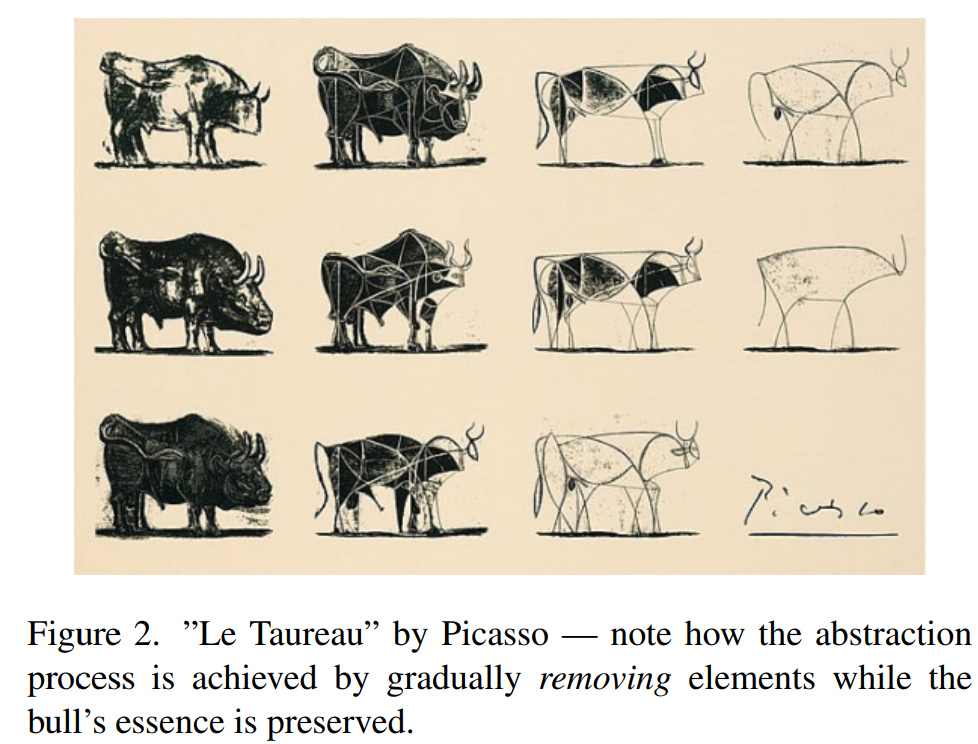 Picasso
Figure 2. ”Le Taureau” by Picasso — note how the abstraction
process is achieved by gradually removing elements while the
bull’s essence is preserved.